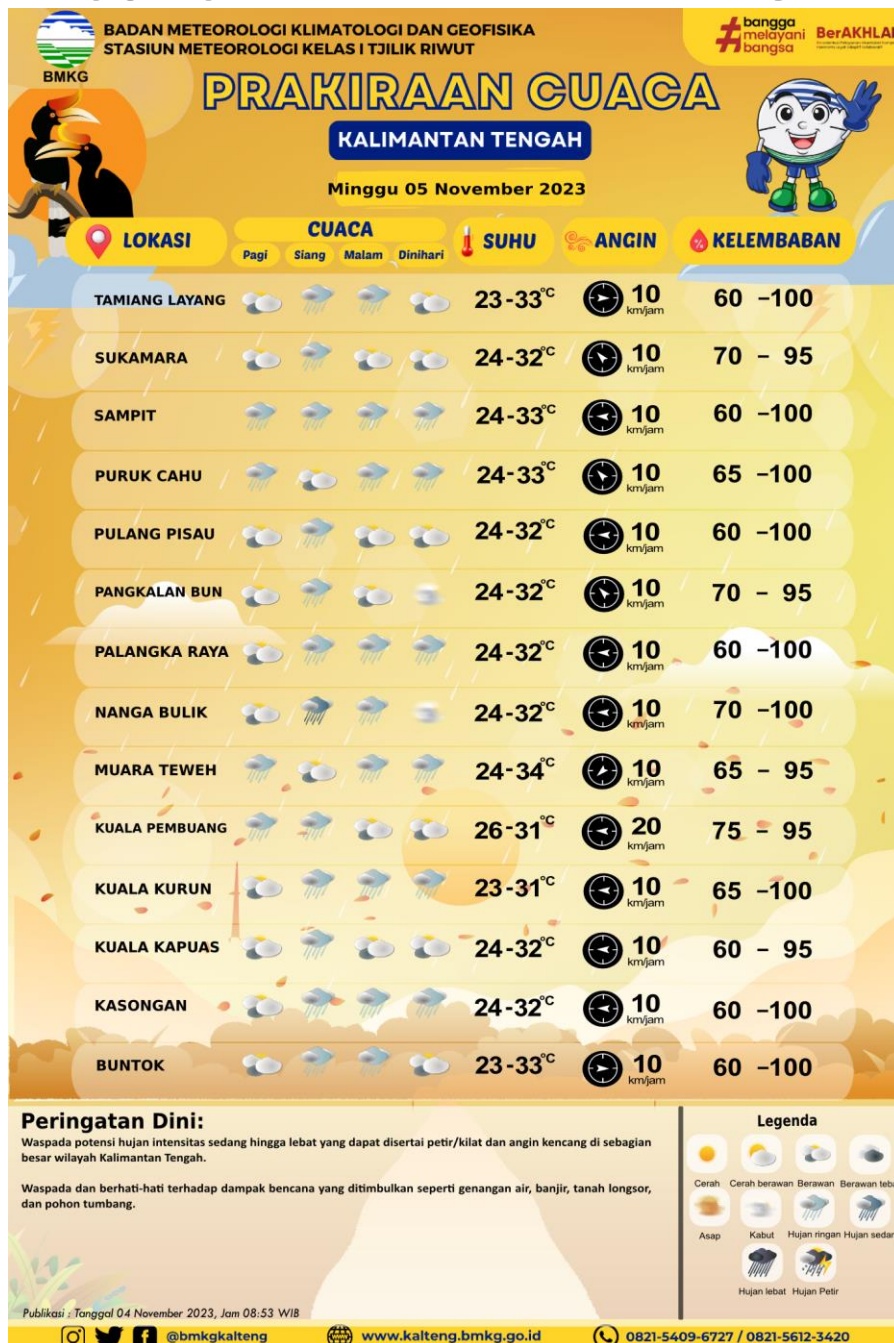 BADAN METEOROLOGI KLIMATOLOGI DAN GEOFISIKA
STASIUN METEOROLOGI KELAS I TJILIK RIWUT
BMKG
#bangga melayani bangsa
BerAKHLAK
PRAKIRAAN CUACA
KALIMANTAN TENGAH
Minggu 05 November 2023
LOKASI CUACA SUHU ANGIN KELEMBABAN
Pagi Siang Malam Dinihari
TAMIANG LAYANG 23-33°C 10 km/jam 60 –100
SUKAMARA 24-32°C 10 km/jam 70 – 95
SAMPIT 24-33°C 10 km/jam 60 –100
PURUK CAHU 24-33°C 10 km/jam 65 –100
PULANG PISAU 24-32°C 10 km/jam 60 –100
PANGKALAN BUN 24-32°C 10 km/jam 70 – 95
PALANGKA RAYA 24-32°C 10 km/jam 60 –100
NANGA BULIK 24-32°C 10 km/jam 70 –100
MUARA TEWEH 24-34°C 10 km/jam 65 – 95
KUALA PEMBUANG 26-31°C 20 km/jam 75 – 95
KUALA KURUN 23-31°C 10 km/jam 65 –100
KUALA KAPUAS 24-32°C 10 km/jam 60 – 95
KASONGAN 24-32°C 10 km/jam 60 –100
BUNTOK 23-33°C 10 km/jam 60 –100
Peringatan Dini:
Waspada potensi hujan intensitas sedang hingga lebat yang dapat disertai petir/kilat dan angin kencang di sebagian
besar wilayah Kalimantan Tengah.
Waspada dan berhati-hati terhadap dampak bencana yang ditimbulkan seperti genangan air, banjir, tanah longsor,
dan pohon tumbang.
Legenda
Cerah Cerah berawan Berawan Berawan teba
Asap Kabut Hujan ringan Hujan sedan
Hujan lebat Hujan Petir
Publikasi : Tanggal 04 November 2023, Jam 08:53 WIB
@bmkgkalteng www.kalteng.bmkg.go.id 0821-5409-6727 / 0821-5612-3420